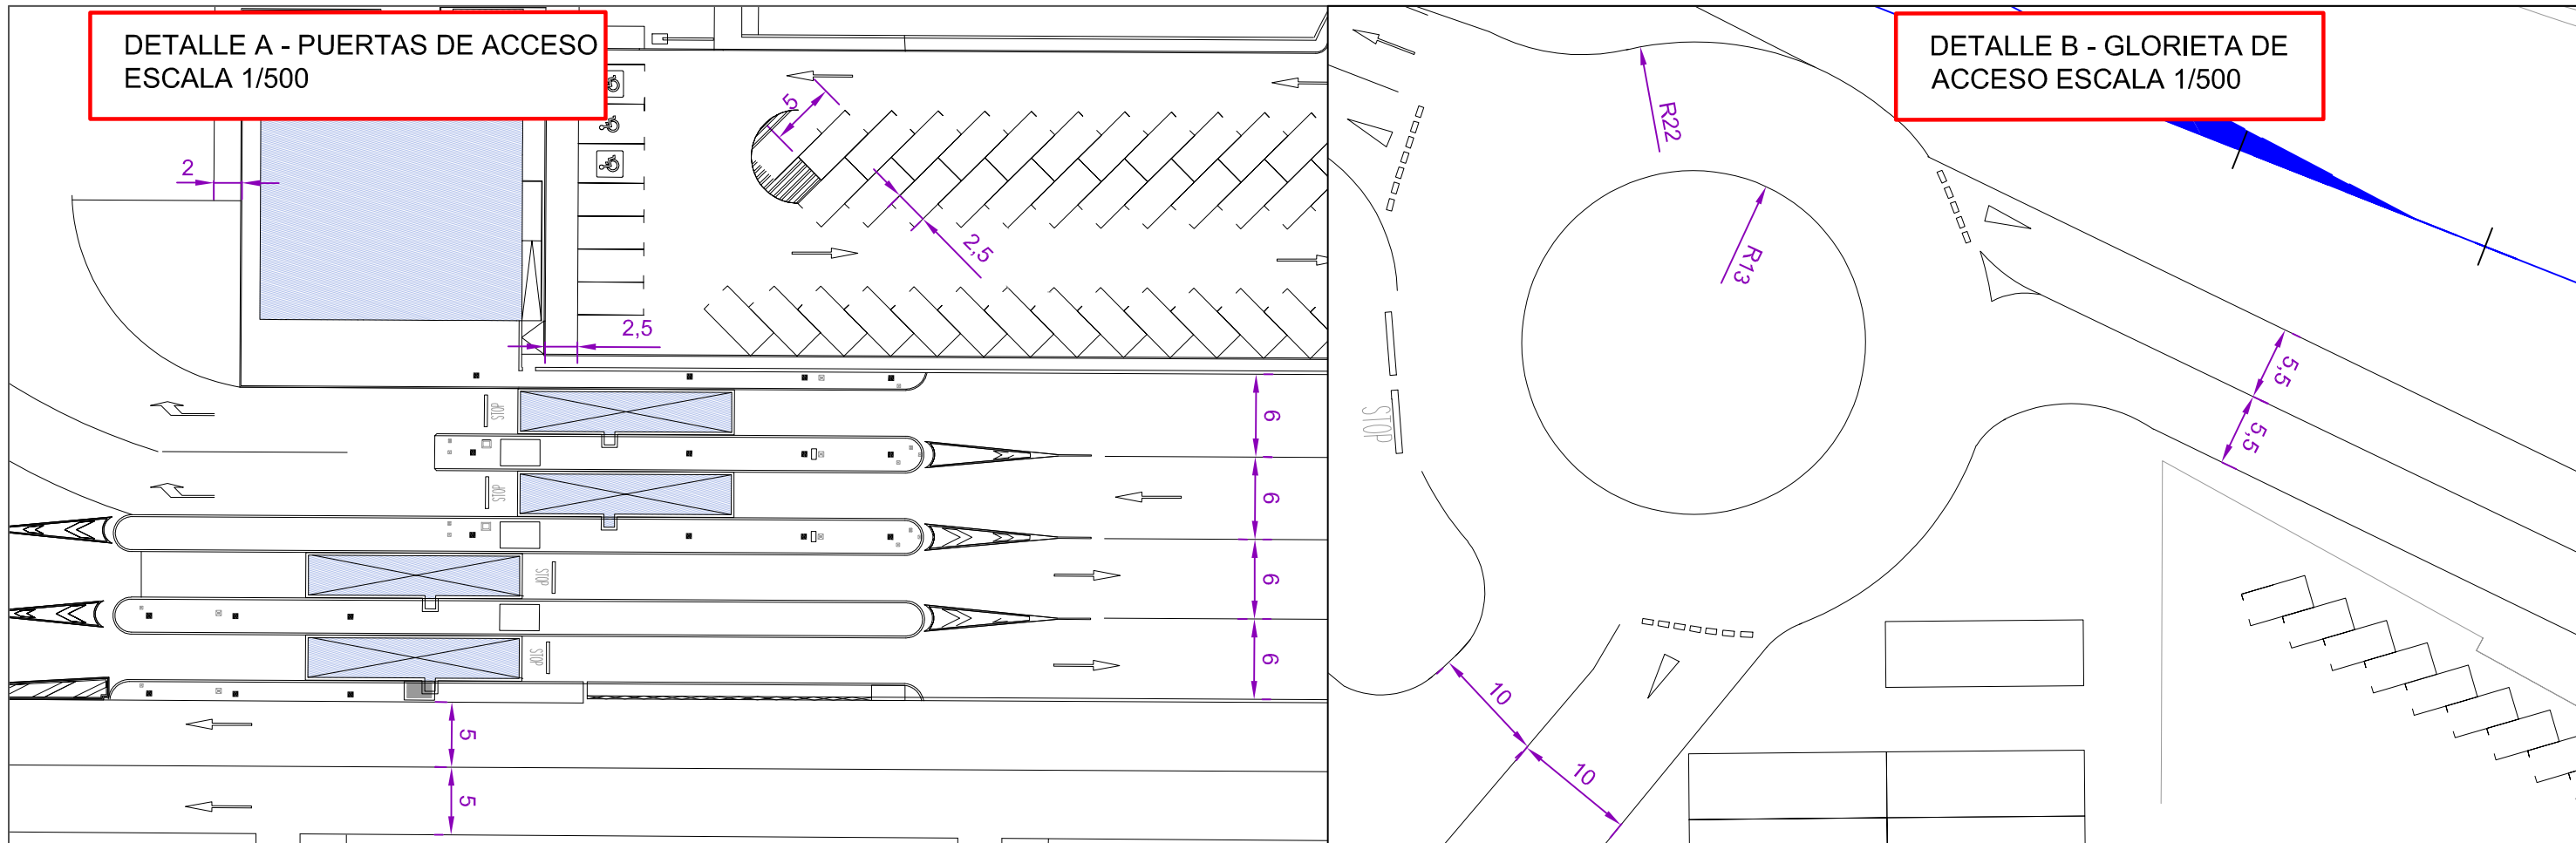 DETALLE A - PUERTAS DE ACCESO
ESCALA 1/500
DETALLE B - GLORIETA DE
ACCESO ESCALA 1/500
5
2
2,5
2,5
STOP
STOP
STOP
STOP
6
6
6
6
5
5
R22
R13
STOP
5,5
5,5
10
10